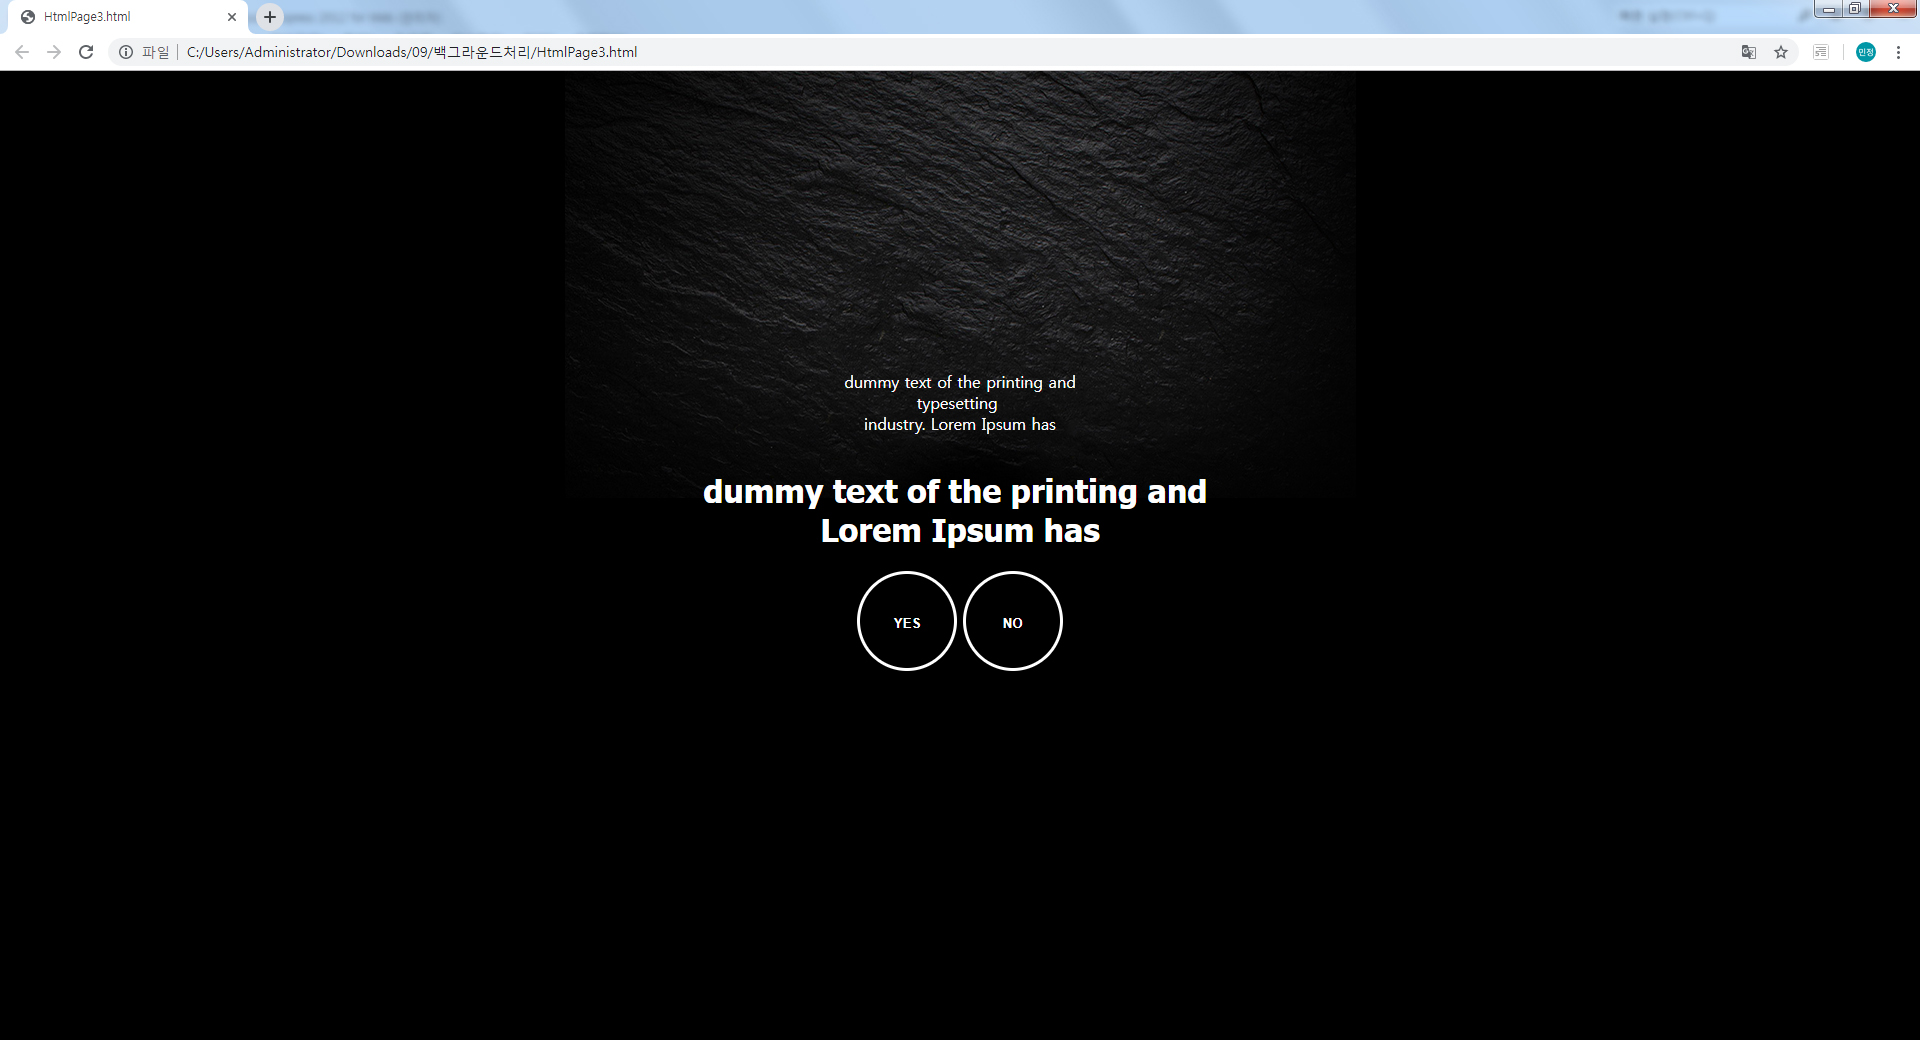 HtmlPage3.html
파일
C:/Users/Administrator/Downloads/09/백그라운드처리/HtmlPage3.html
민정
dummy text of the printing and
typesetting
industry. Lorem Ipsum has
dummy text of the printing and
Lorem Ipsum has
YES
NO